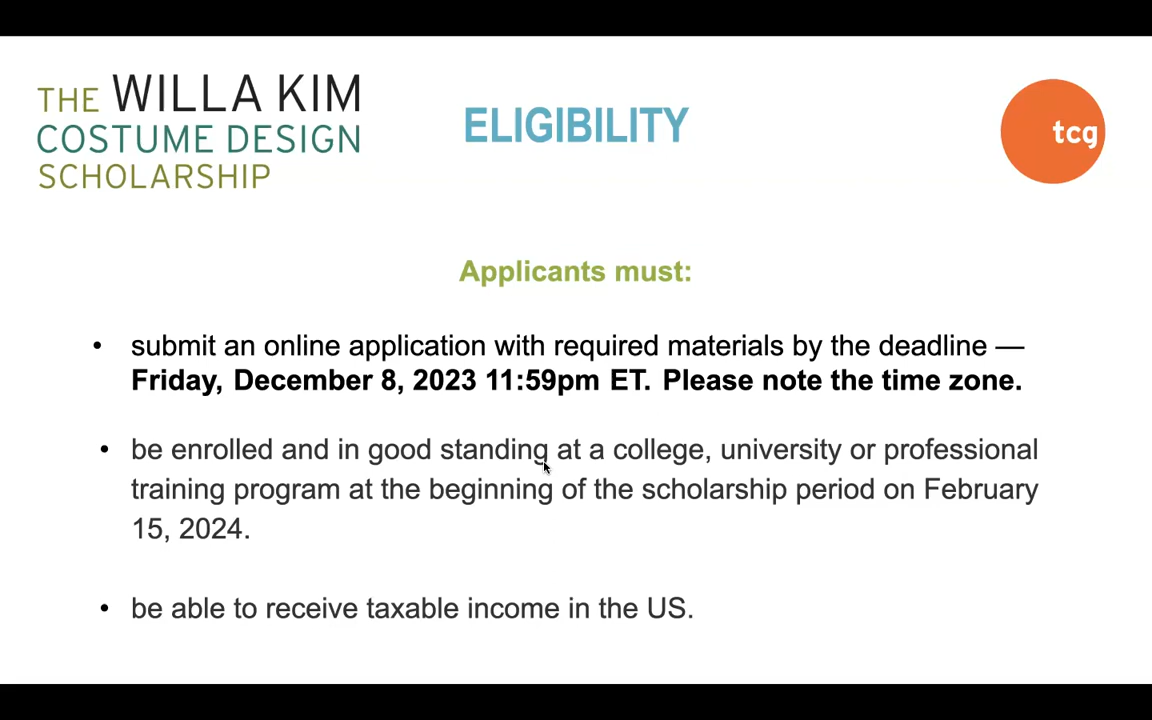 THE WILLA KIM
COSTUME DESIGN
SCHOLARSHIP
ELIGIBILITY
tcg
Applicants must:
• submit an online application with required materials by the deadline —
Friday, December 8, 2023 11:59pm ET. Please note the time zone.
• be enrolled and in good standing at a college, university or professional
training program at the beginning of the scholarship period on February
15, 2024.
• be able to receive taxable income in the US.